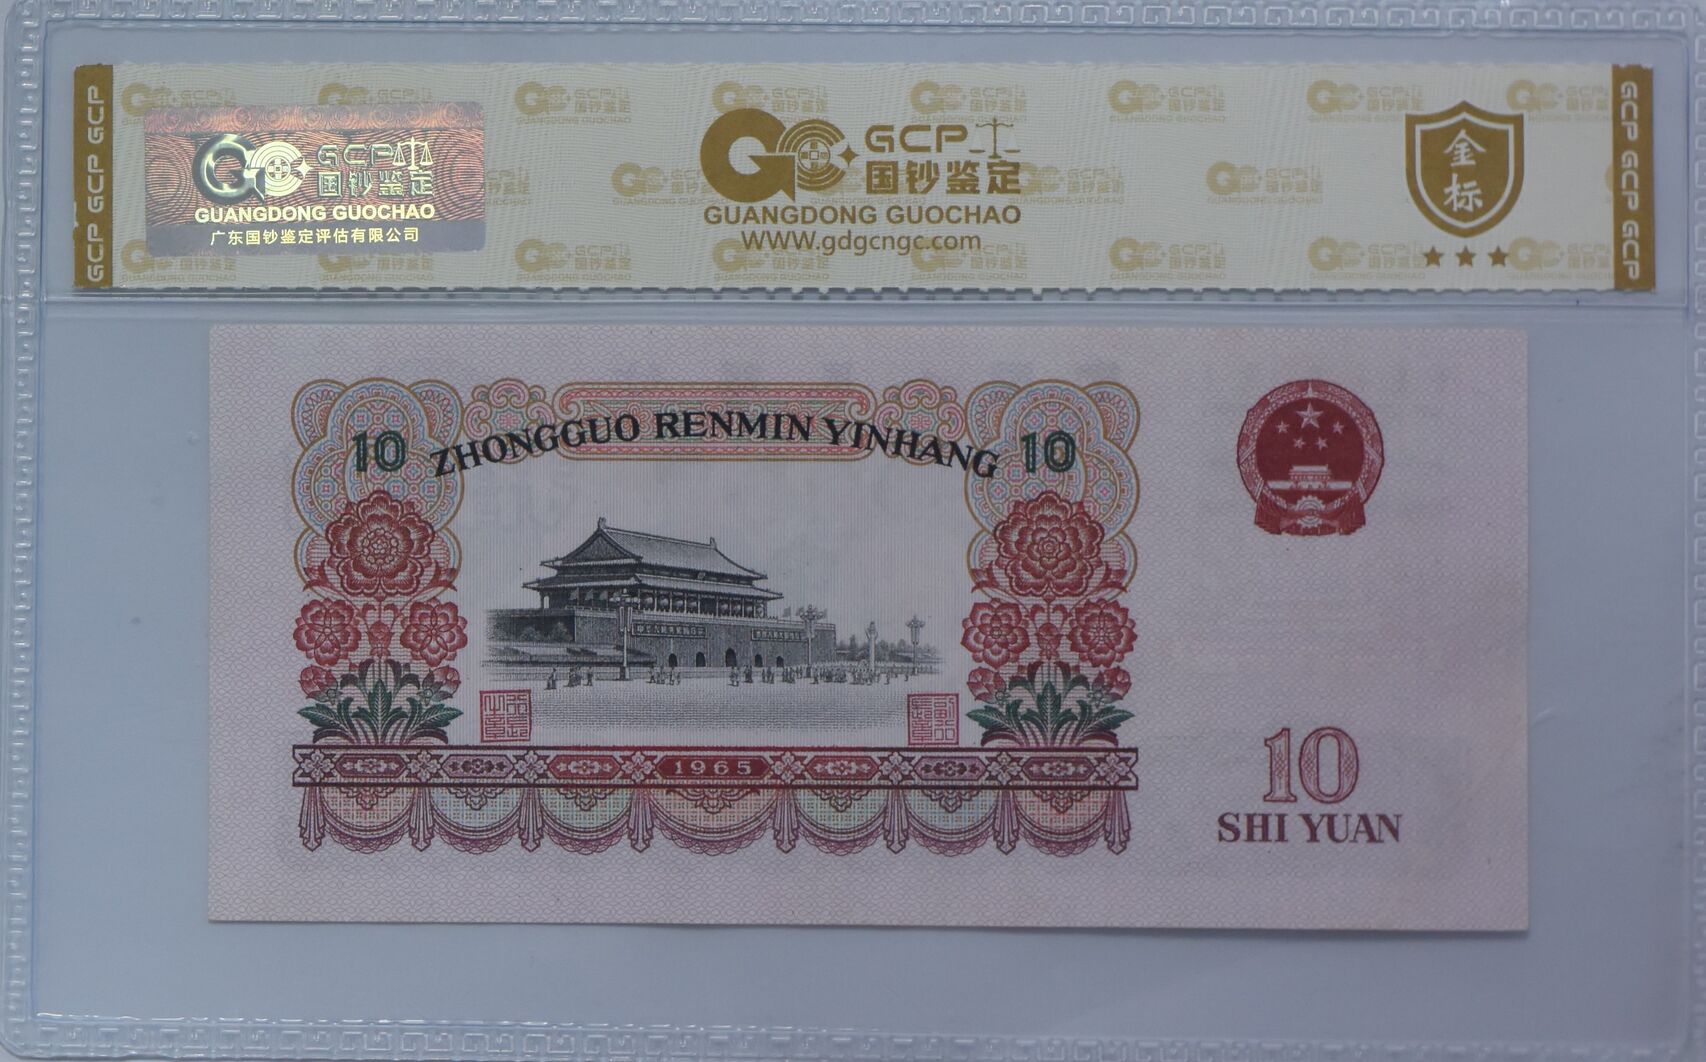 GCP GCP GCP
GCP
国钞鉴定
GUANGDONG GUOCHAO
广东国钞鉴定评估有限公司
GCP
国钞鉴定
GUANGDONG GUOCHAO
www.gdgcngc.com
金标
GCP GCP GCP
10 ZHONGGUO RENMIN YINHANG 10
1965
10
SHI YUAN